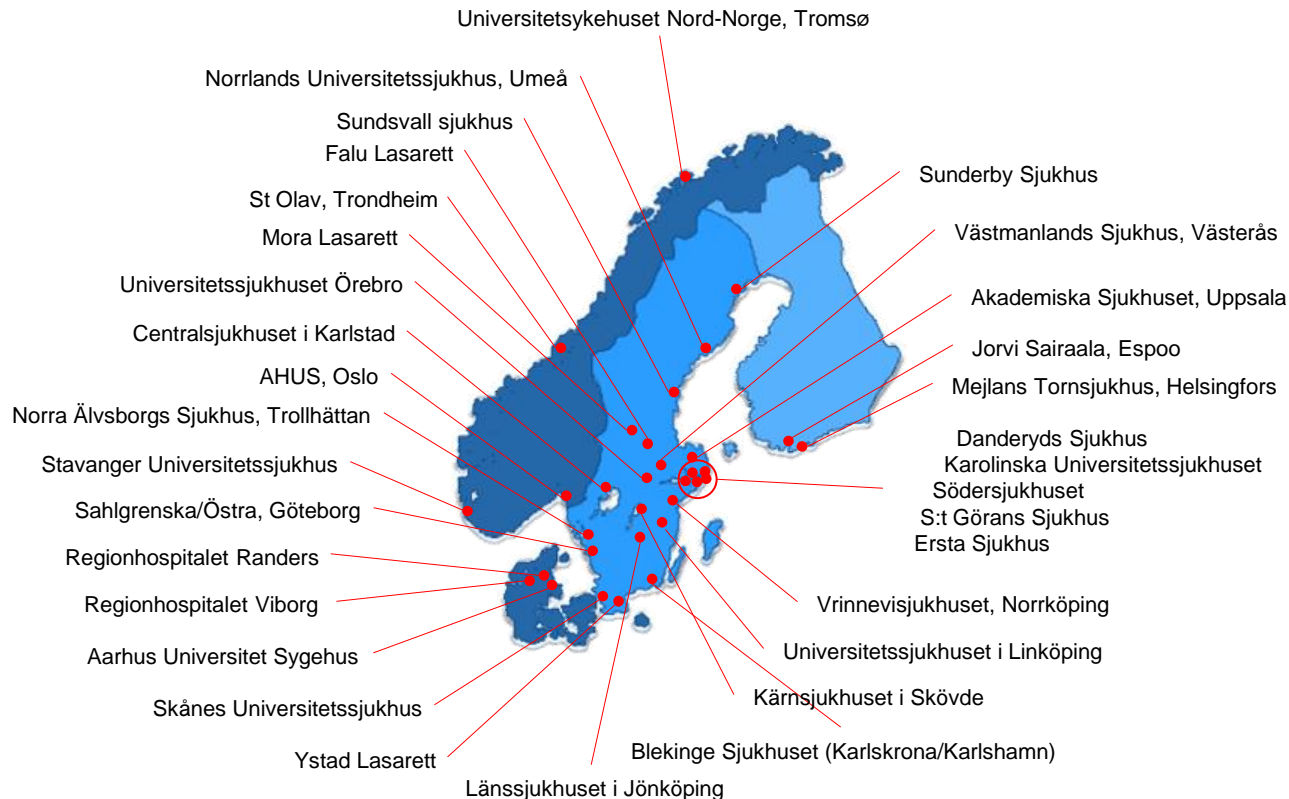 Universitetsykehuset Nord-Norge, Tromsø
Norrlands Universitetssjukhus, Umeå
Sundsvall sjukhus
Falu Lasarett
St Olav, Trondheim
Mora Lasarett
Universitetssjukhuset Örebro
Centralsjukhuset i Karlstad
AHUS, Oslo
Norra Älvsborgs Sjukhus, Trollhättan
Stavanger Universitetssjukhus
Sahlgrenska/Östra, Göteborg
Regionhospitalet Randers
Regionhospitalet Viborg
Aarhus Universitet Sygehus
Skånes Universitetssjukhus
Ystad Lasarett
Länssjukhuset i Jönköping
Sunderby Sjukhus
Västmanlands Sjukhus, Västerås
Akademiska Sjukhuset, Uppsala
Jorvi Sairaala, Espoo
Mejlans Tornsjukhus, Helsingfors
Danderyds Sjukhus
Karolinska Universitetssjukhuset
Södersjukhuset
S:t Görans Sjukhus
Ersta Sjukhus
Vrinnevisjukhuset, Norrköping
Universitetssjukhuset i Linköping
Kärnsjukhuset i Skövde
Blekinge Sjukhuset (Karlskrona/Karlshamn)